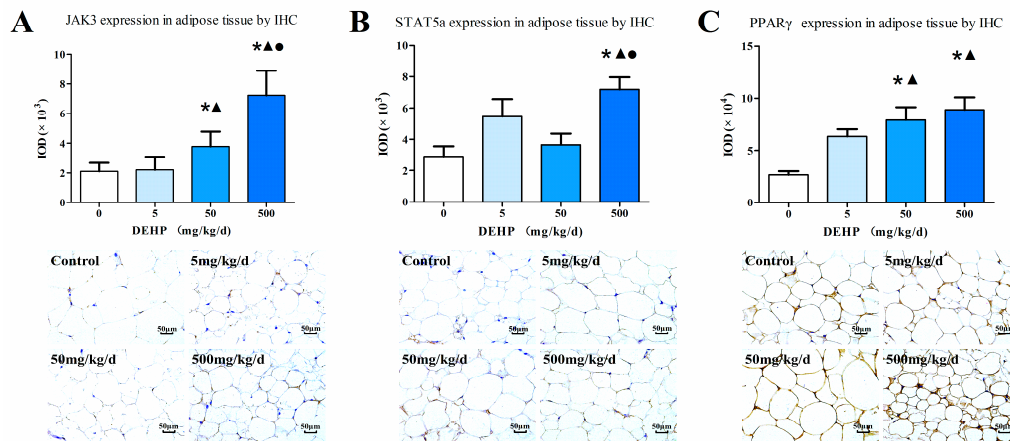 A
JAK3 expression in adipose tissue by IHC
*▲●
*▲
IOD (× 10³)
10
8
6
4
2
0
0 5 50 500
DEHP (mg/kg/d)
Control
50μm
5mg/kg/d
50μm
50mg/kg/d
50μm
500mg/kg/d
50μm
B
STAT5a expression in adipose tissue by IHC
*▲●
IOD (× 10³)
10
8
6
4
2
0
0 5 50 500
DEHP (mg/kg/d)
Control
50μm
5mg/kg/d
50μm
50mg/kg/d
50μm
500mg/kg/d
50μm
C
PPARγ expression in adipose tissue by IHC
*▲
*▲
IOD (× 10⁴)
15
10
5
0
0 5 50 500
DEHP (mg/kg/d)
Control
50μm
5mg/kg/d
50μm
50mg/kg/d
50μm
500mg/kg/d
50μm